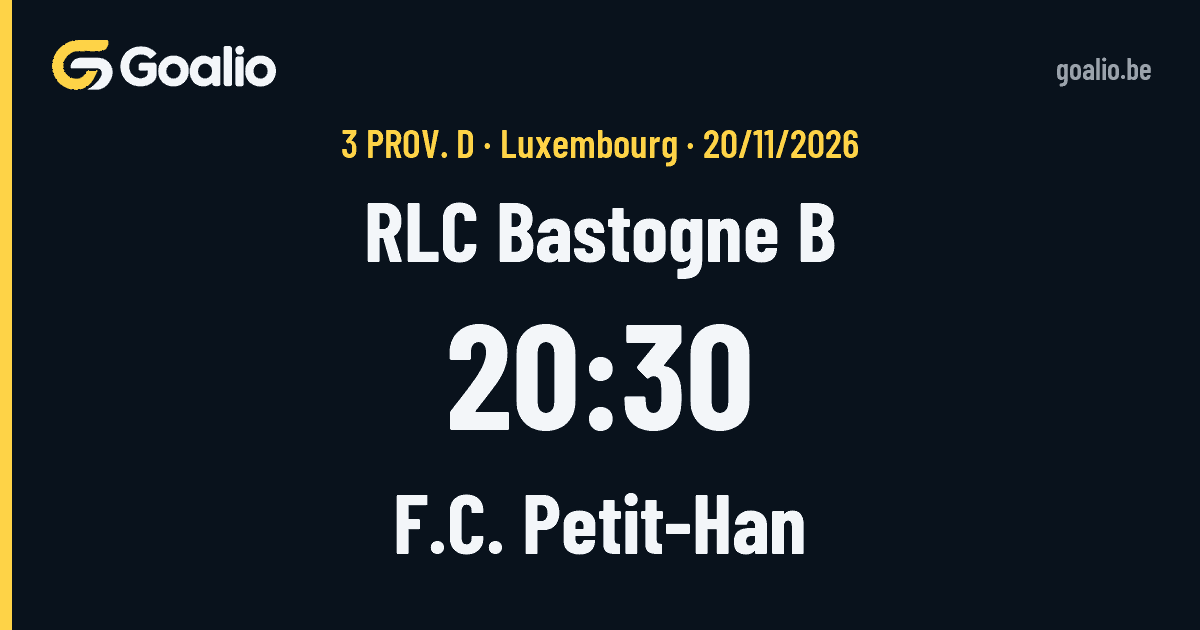 Goalio
goalio.be
3 PROV. D · Luxembourg · 20/11/2026
RLC Bastogne B
20:30
F.C. Petit-Han